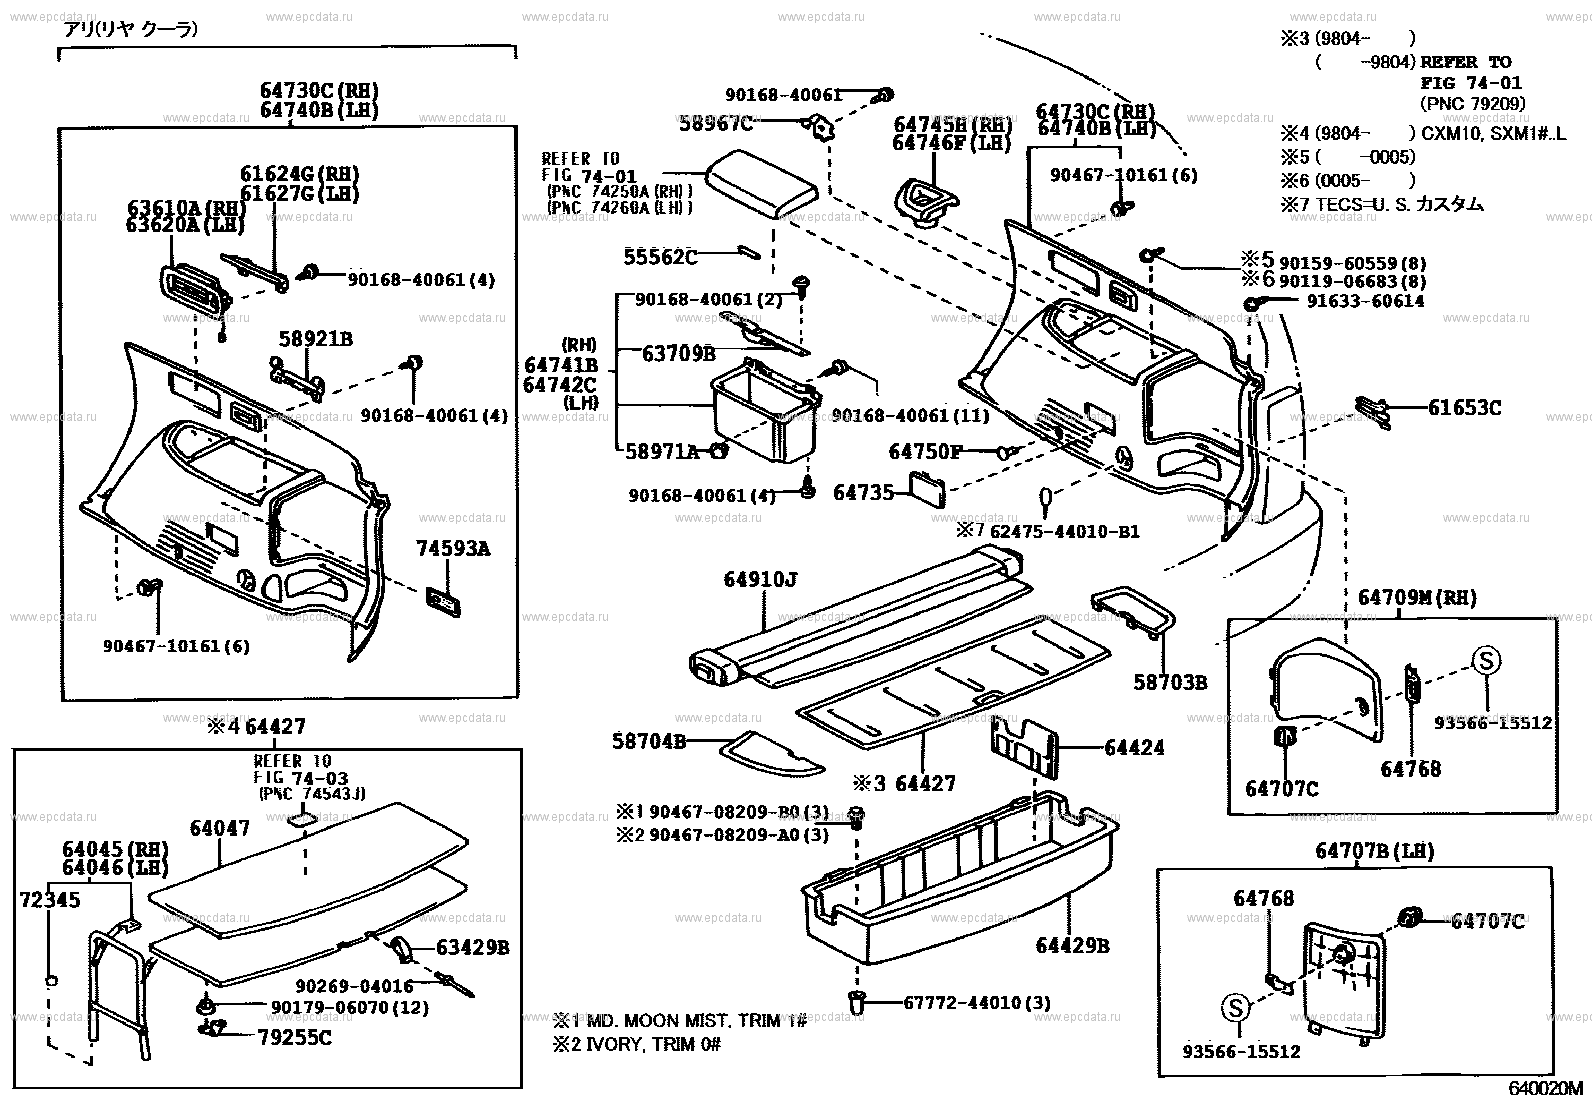 アリ(リヤ クーラ)
64730C(RH)
64740B(LH)
61624G(RH)
61627G(LH)
63610A(RH)
63620A(LH)
90168-40061(4)
58921B
90168-40061(4)
74593A
90467-10161(6)
※4 64427
REFER TO
FIG 74-03
(PNC 74543J)
64047
64045(RH)
64046(LH)
72345
63429B
90269-04016
90179-06070(12)
79255C
90168-40061
58967C
REFER TO
FIG 74-01
(PNC 74250A(RH))
(PNC 74260A(LH))
64745H(RH)
64746F(LH)
64730C(RH)
64740B(LH)
90467-10161(6)
55562C
90168-40061(2)
63709B
(RH)
64741B
64742C
(LH)
90168-40061(11)
58971A
90168-40061(4)
64750F
64735
※7 62475-44010-B1
※3 (9804-      )
(      -9804) REFER TO
FIG 74-01
(PNC 79209)
※4 (9804-      ) CXM10, SXM1#..L
※5 (      -0005)
※6 (0005-      )
※7 TECS=U. S. カスタム
※5 90159-60559(8)
※6 90119-06683(8)
91633-60614
61653C
64910J
58703B
58704B
※3 64427
64424
※1 90467-08209-B0(3)
※2 90467-08209-A0(3)
64429B
67772-44010(3)
※1 MD. MOON MIST, TRIM 1#
※2 IVORY, TRIM 0#
64709M(RH)
S
93566-15512
64768
64707C
64707B(LH)
64768
64707C
S
93566-15512
640020M
www.epcdata.ru